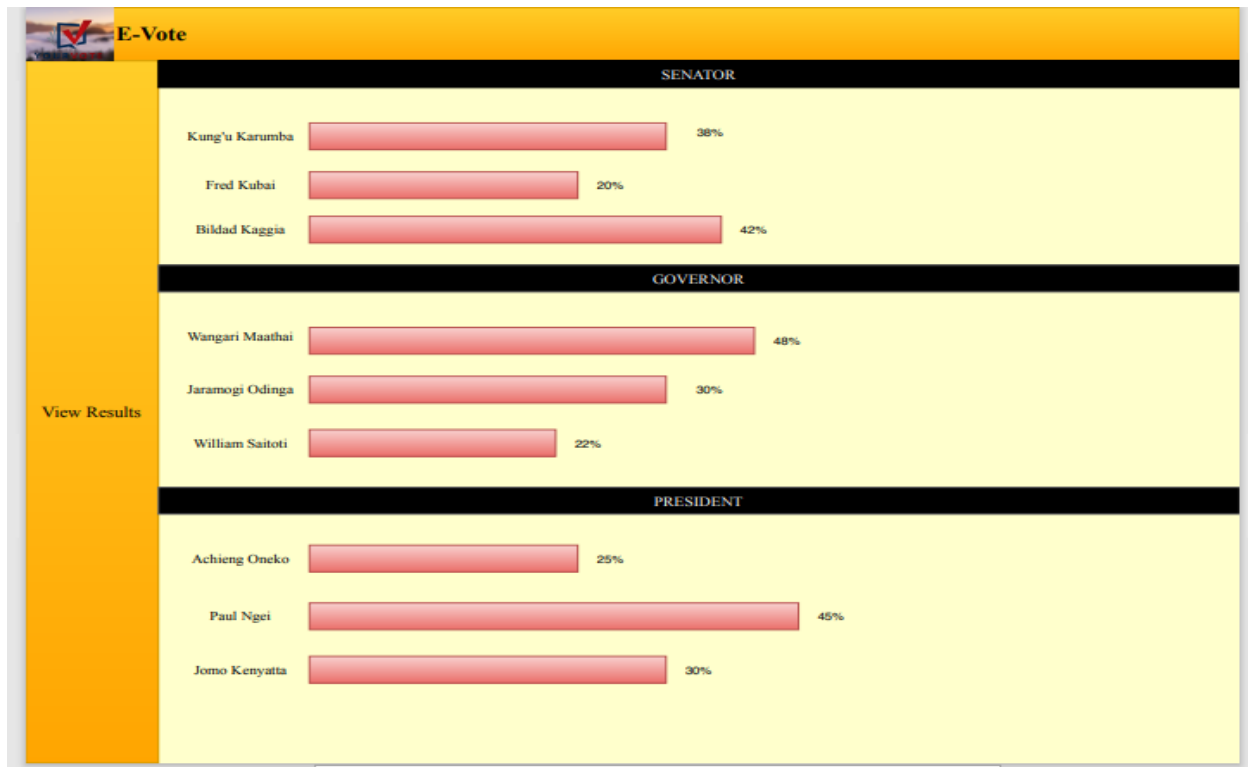 E-Vote
SENATOR
Kung'u Karumba 38%
Fred Kubai 20%
Bildad Kaggia 42%
GOVERNOR
Wangari Maathai 48%
Jaramogi Odinga 30%
View Results
William Saitoti 22%
PRESIDENT
Achieng Oneko 25%
Paul Ngei 45%
Jomo Kenyatta 30%